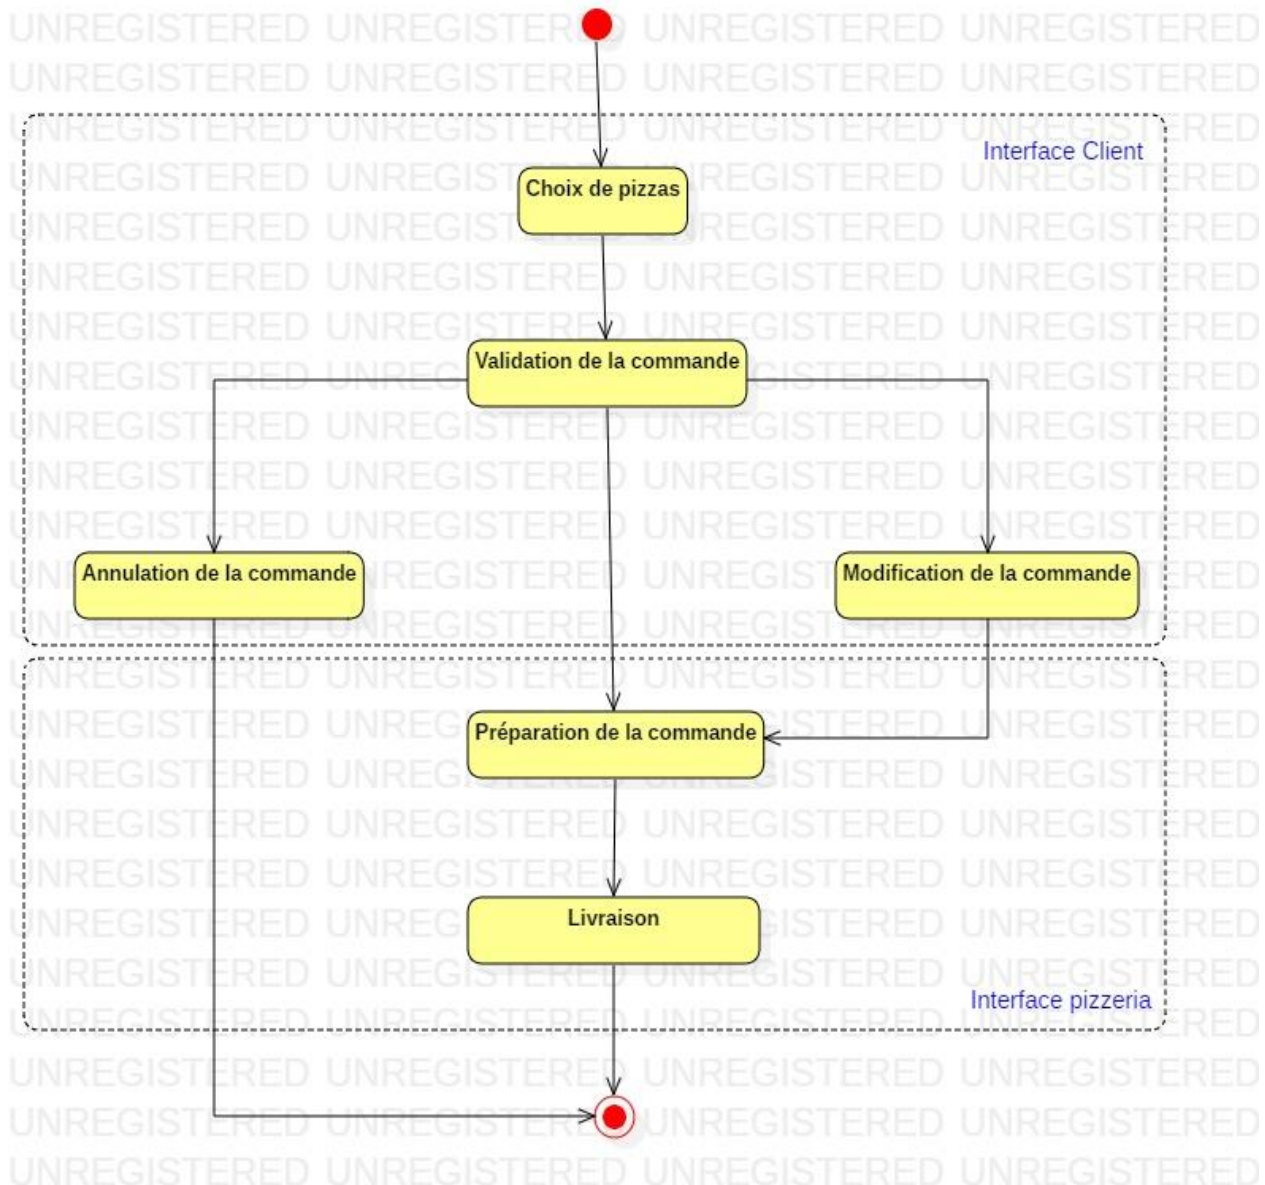 Interface Client
Choix de pizzas
Validation de la commande
Annulation de la commande
Modification de la commande
Préparation de la commande
Livraison
Interface pizzeria
UNREGISTERED